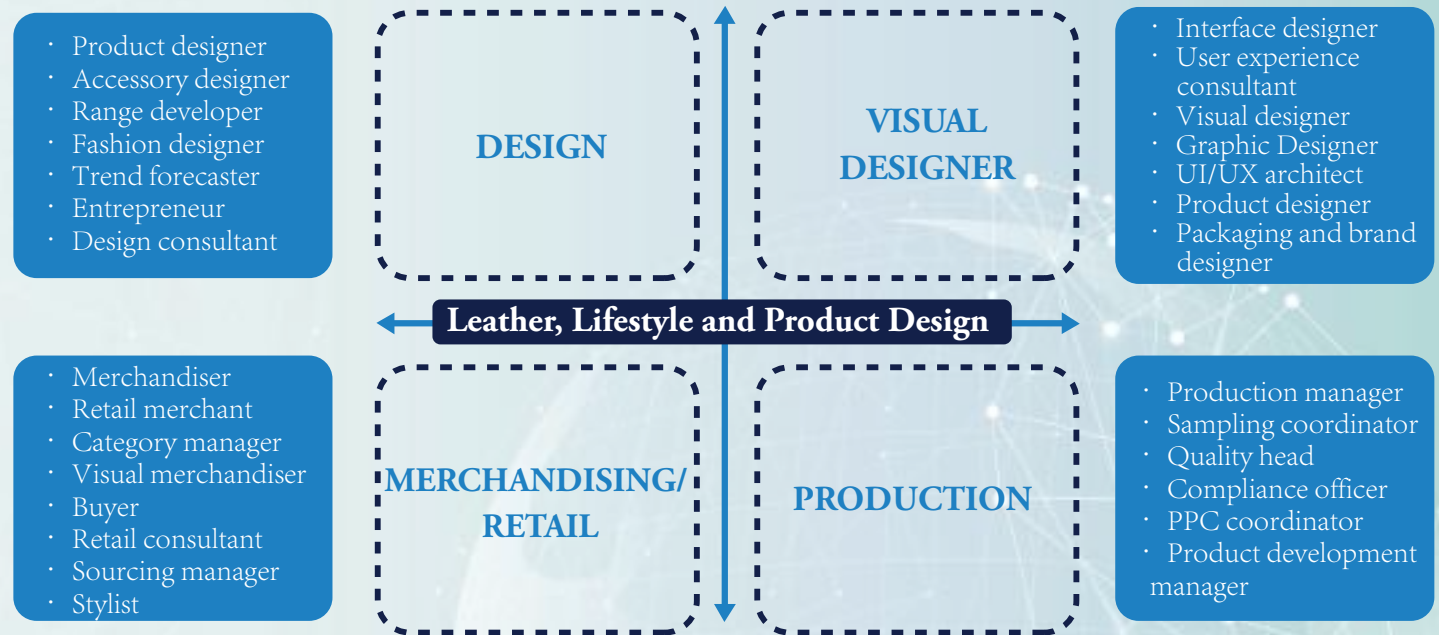 · Product designer
· Accessory designer
· Range developer
· Fashion designer
· Trend forecaster
· Entrepreneur
· Design consultant
DESIGN
VISUAL
DESIGNER
· Interface designer
· User experience
consultant
· Visual designer
· Graphic Designer
· UI/UX architect
· Product designer
· Packaging and brand
designer
Leather, Lifestyle and Product Design
· Merchandiser
· Retail merchant
· Category manager
· Visual merchandiser
· Buyer
· Retail consultant
· Sourcing manager
· Stylist
MERCHANDISING/
RETAIL
PRODUCTION
· Production manager
· Sampling coordinator
· Quality head
· Compliance officer
· PPC coordinator
· Product development
manager